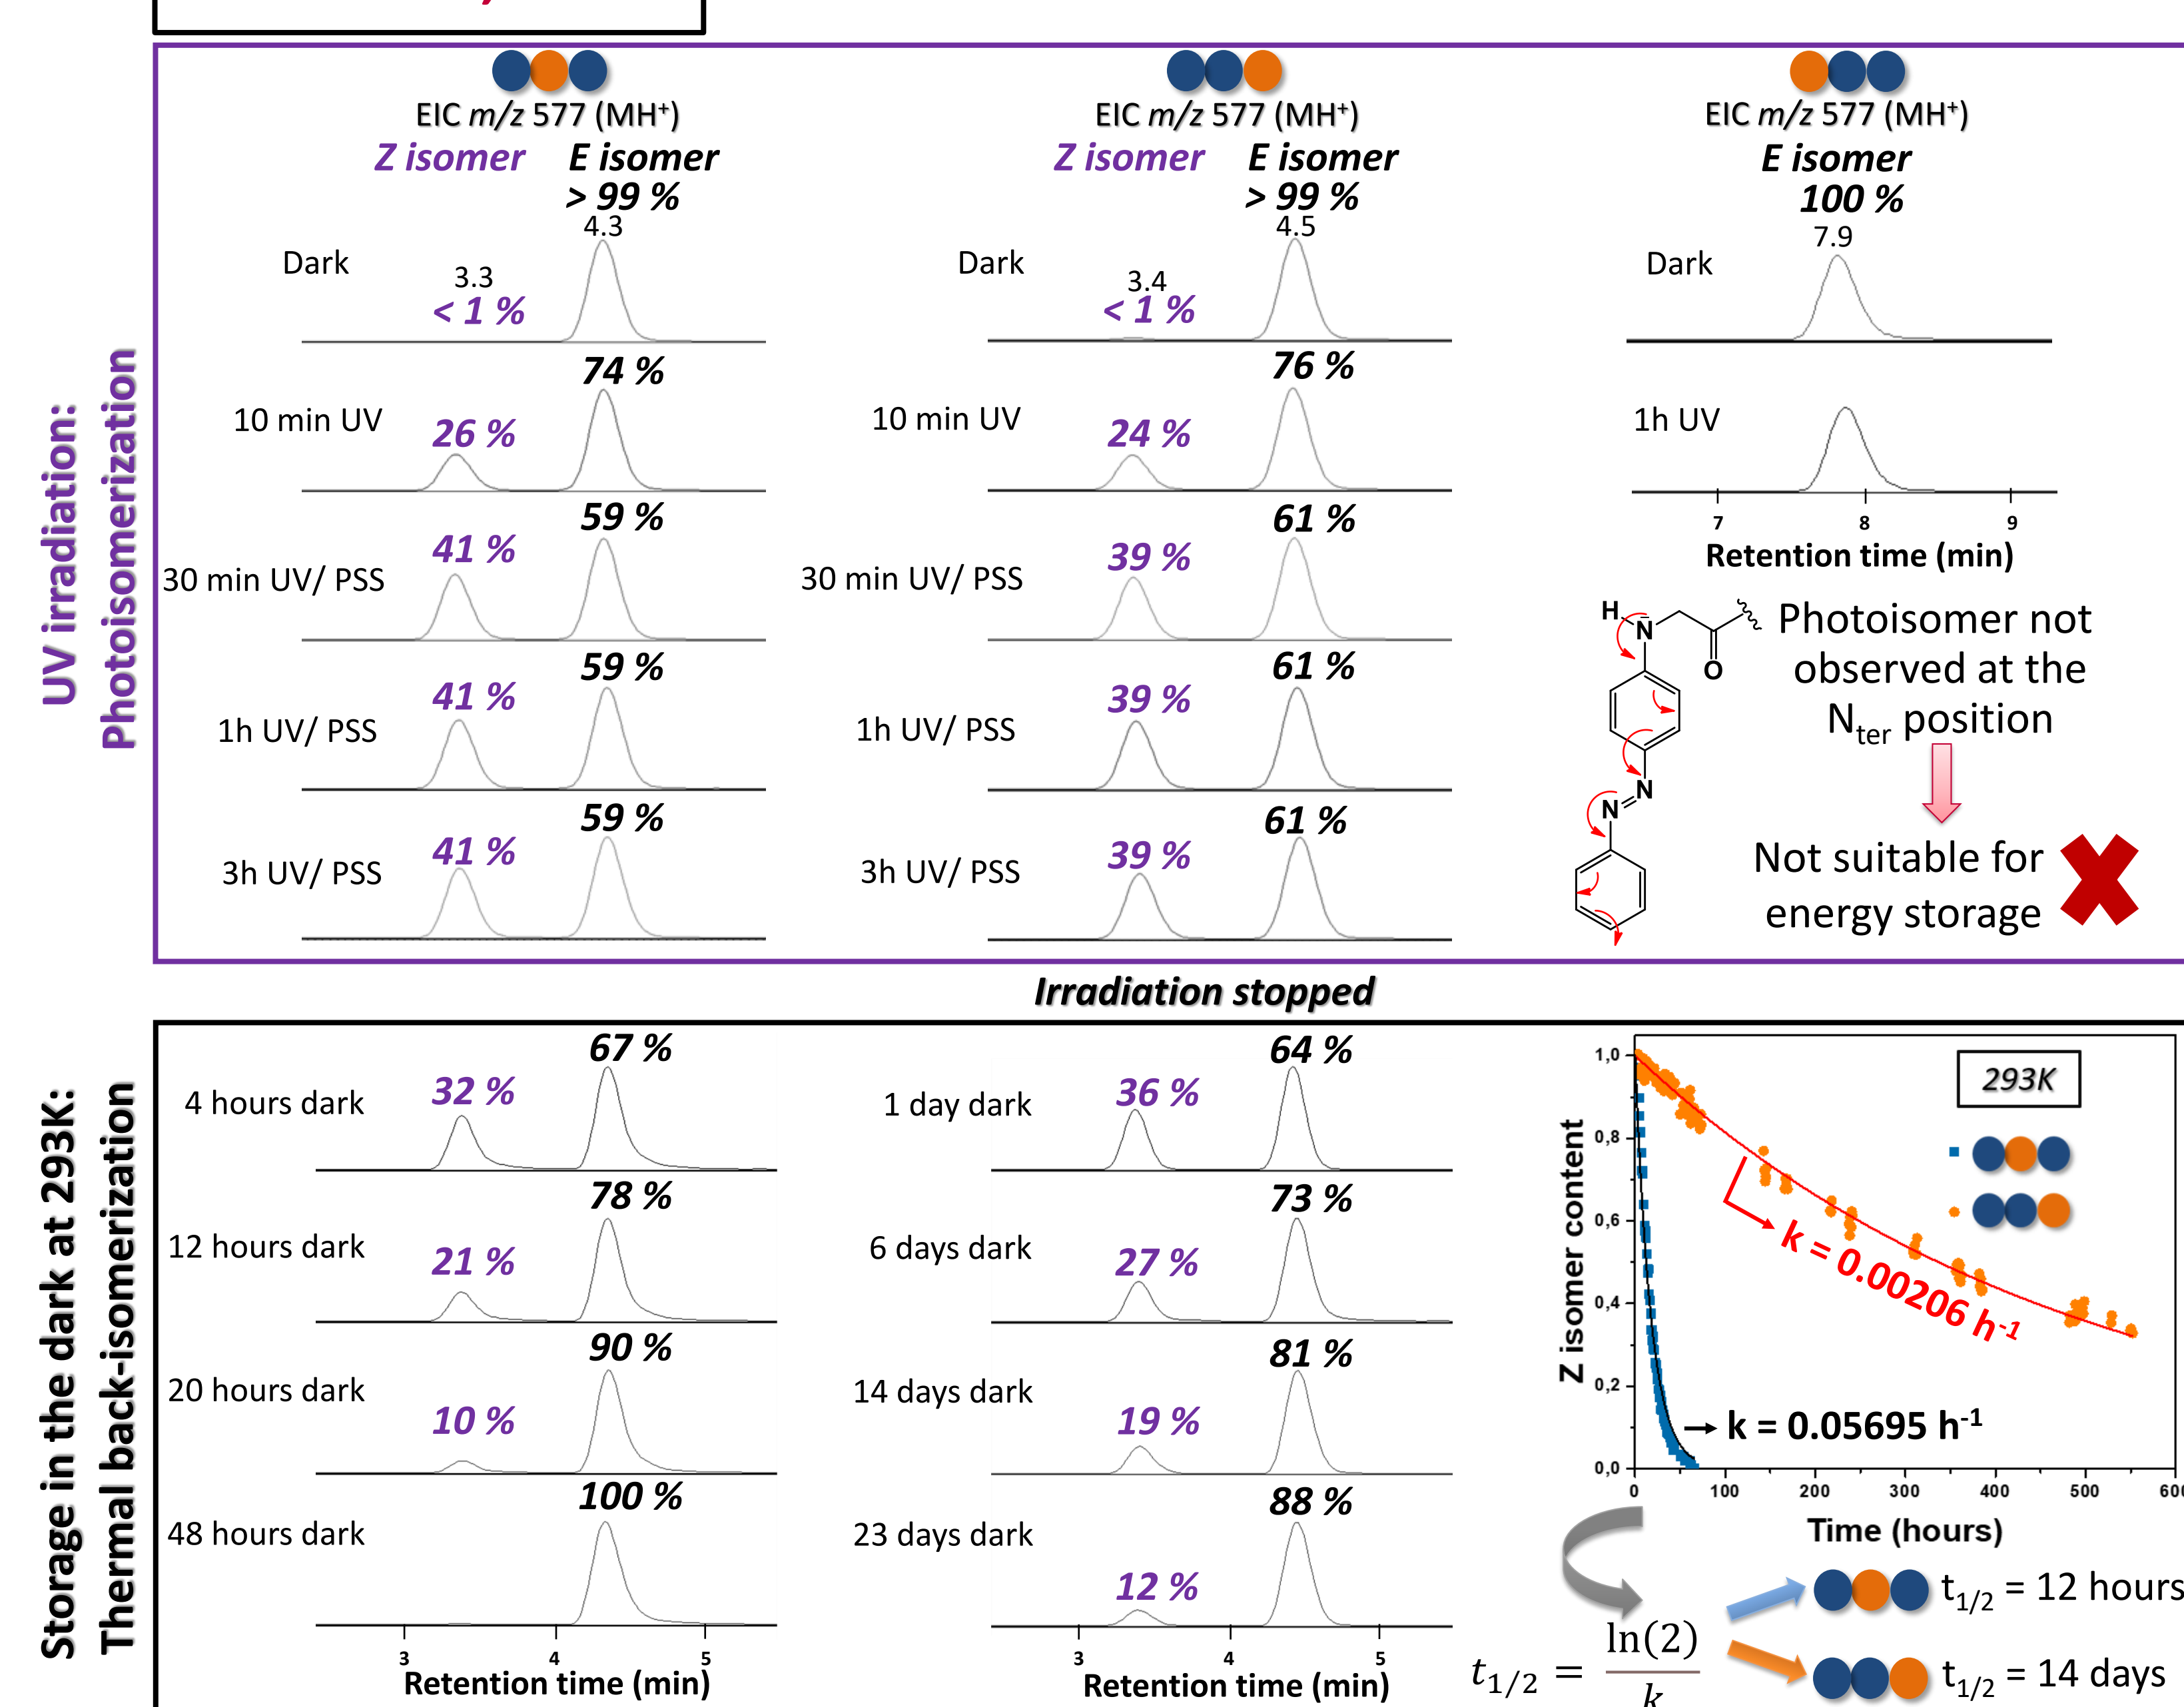 UV irradiation:
Photoisomerization
EIC m/z 577 (MH⁺)
Z isomer
E isomer
> 99 %
4.3
Dark
3.3
< 1 %
74 %
10 min UV
26 %
59 %
41 %
30 min UV/ PSS
59 %
41 %
1h UV/ PSS
59 %
41 %
3h UV/ PSS
EIC m/z 577 (MH⁺)
Z isomer
E isomer
> 99 %
4.5
Dark
3.4
< 1 %
76 %
10 min UV
24 %
61 %
39 %
30 min UV/ PSS
61 %
39 %
1h UV/ PSS
61 %
39 %
3h UV/ PSS
EIC m/z 577 (MH⁺)
E isomer
100 %
7.9
Dark
1h UV
7 8 9
Retention time (min)
H
N
O
N
N
Photoisomer not
observed at the
Nter position
Not suitable for
energy storage
Irradiation stopped
Storage in the dark at 293K:
Thermal back-isomerization
67 %
32 %
4 hours dark
78 %
21 %
12 hours dark
90 %
20 hours dark
10 %
100 %
48 hours dark
3 4 5
Retention time (min)
64 %
36 %
1 day dark
73 %
6 days dark
27 %
81 %
14 days dark
19 %
88 %
23 days dark
12 %
3 4 5
Retention time (min)
Z isomer content
1,0
0,8
0,6
0,4
0,2
0,0
293K
k = 0.00206 h⁻¹
k = 0.05695 h⁻¹
0 100 200 300 400 500
Time (hours)
t1/2 = ln(2)
k
t1/2 = 12 hours
t1/2 = 14 days